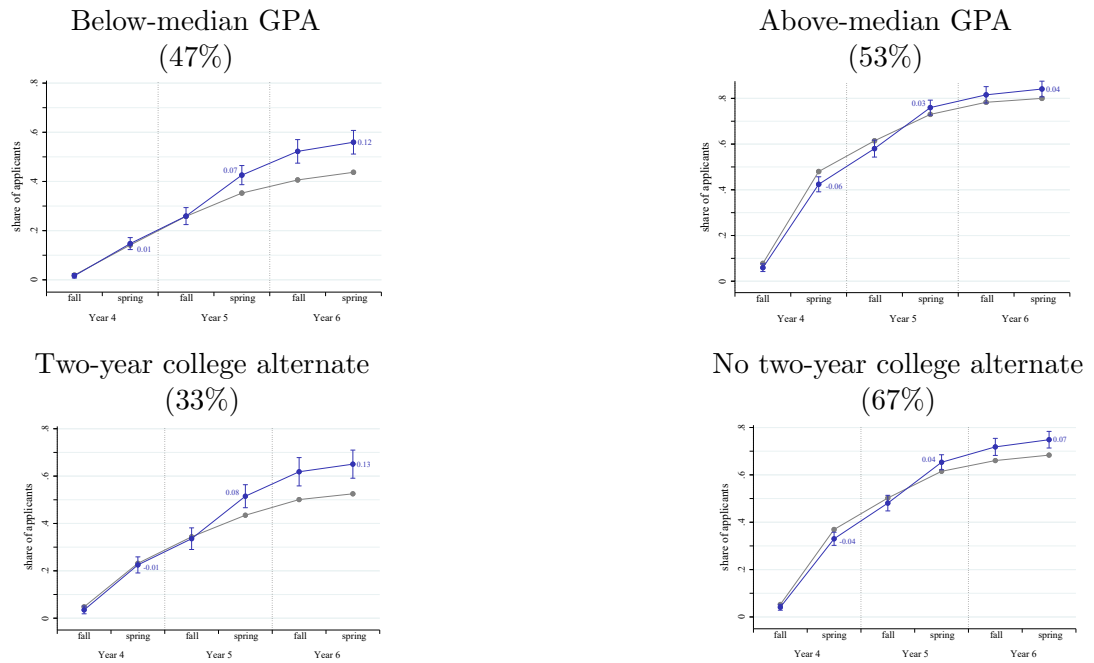 Below-median GPA
(47%)
share of applicants
.8
.6
.4
.2
0
0.01
0.07
0.12
fall spring fall spring fall spring
Year 4 Year 5 Year 6
Above-median GPA
(53%)
share of applicants
.8
.6
.4
.2
0
-0.06
0.03
0.04
fall spring fall spring fall spring
Year 4 Year 5 Year 6
Two-year college alternate
(33%)
share of applicants
.8
.6
.4
.2
0
-0.01
0.08
0.13
fall spring fall spring fall spring
Year 4 Year 5 Year 6
No two-year college alternate
(67%)
share of applicants
.8
.6
.4
.2
0
-0.04
0.04
0.07
fall spring fall spring fall spring
Year 4 Year 5 Year 6